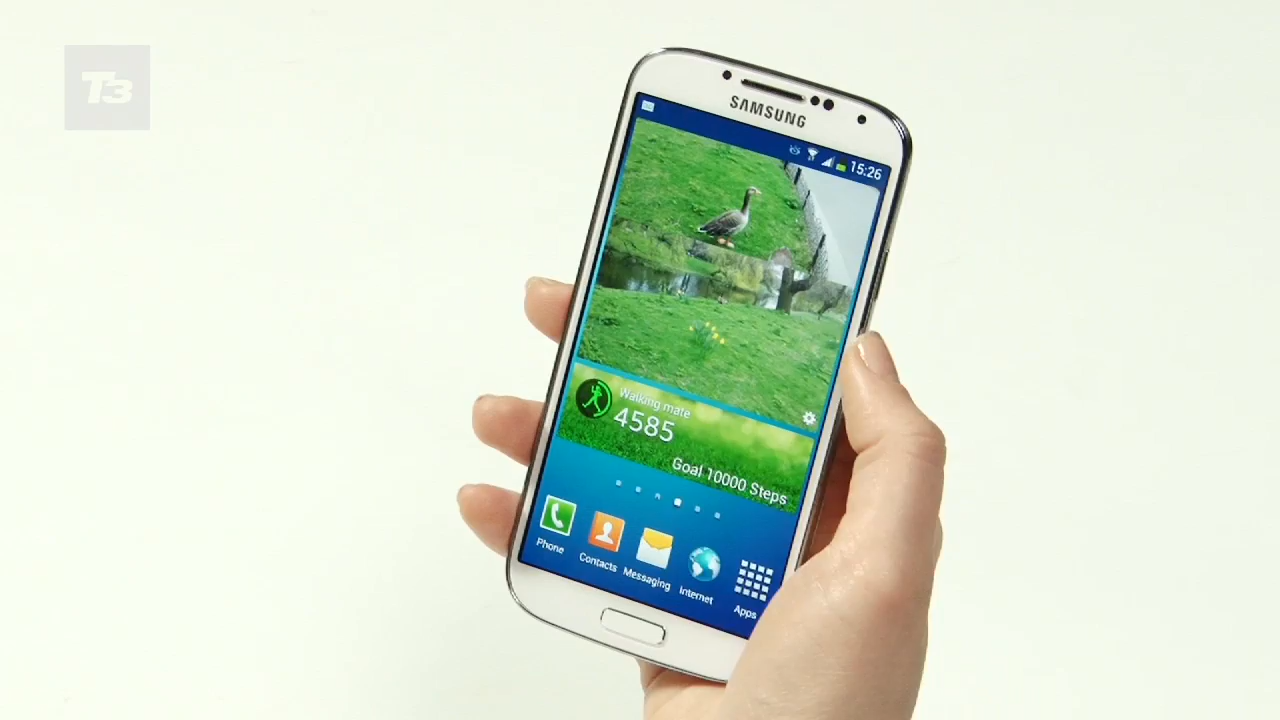 T3
SAMSUNG
15:26
Walking mate
4585
Goal 10000 Steps
Phone
Contacts
Messaging
Internet
Apps